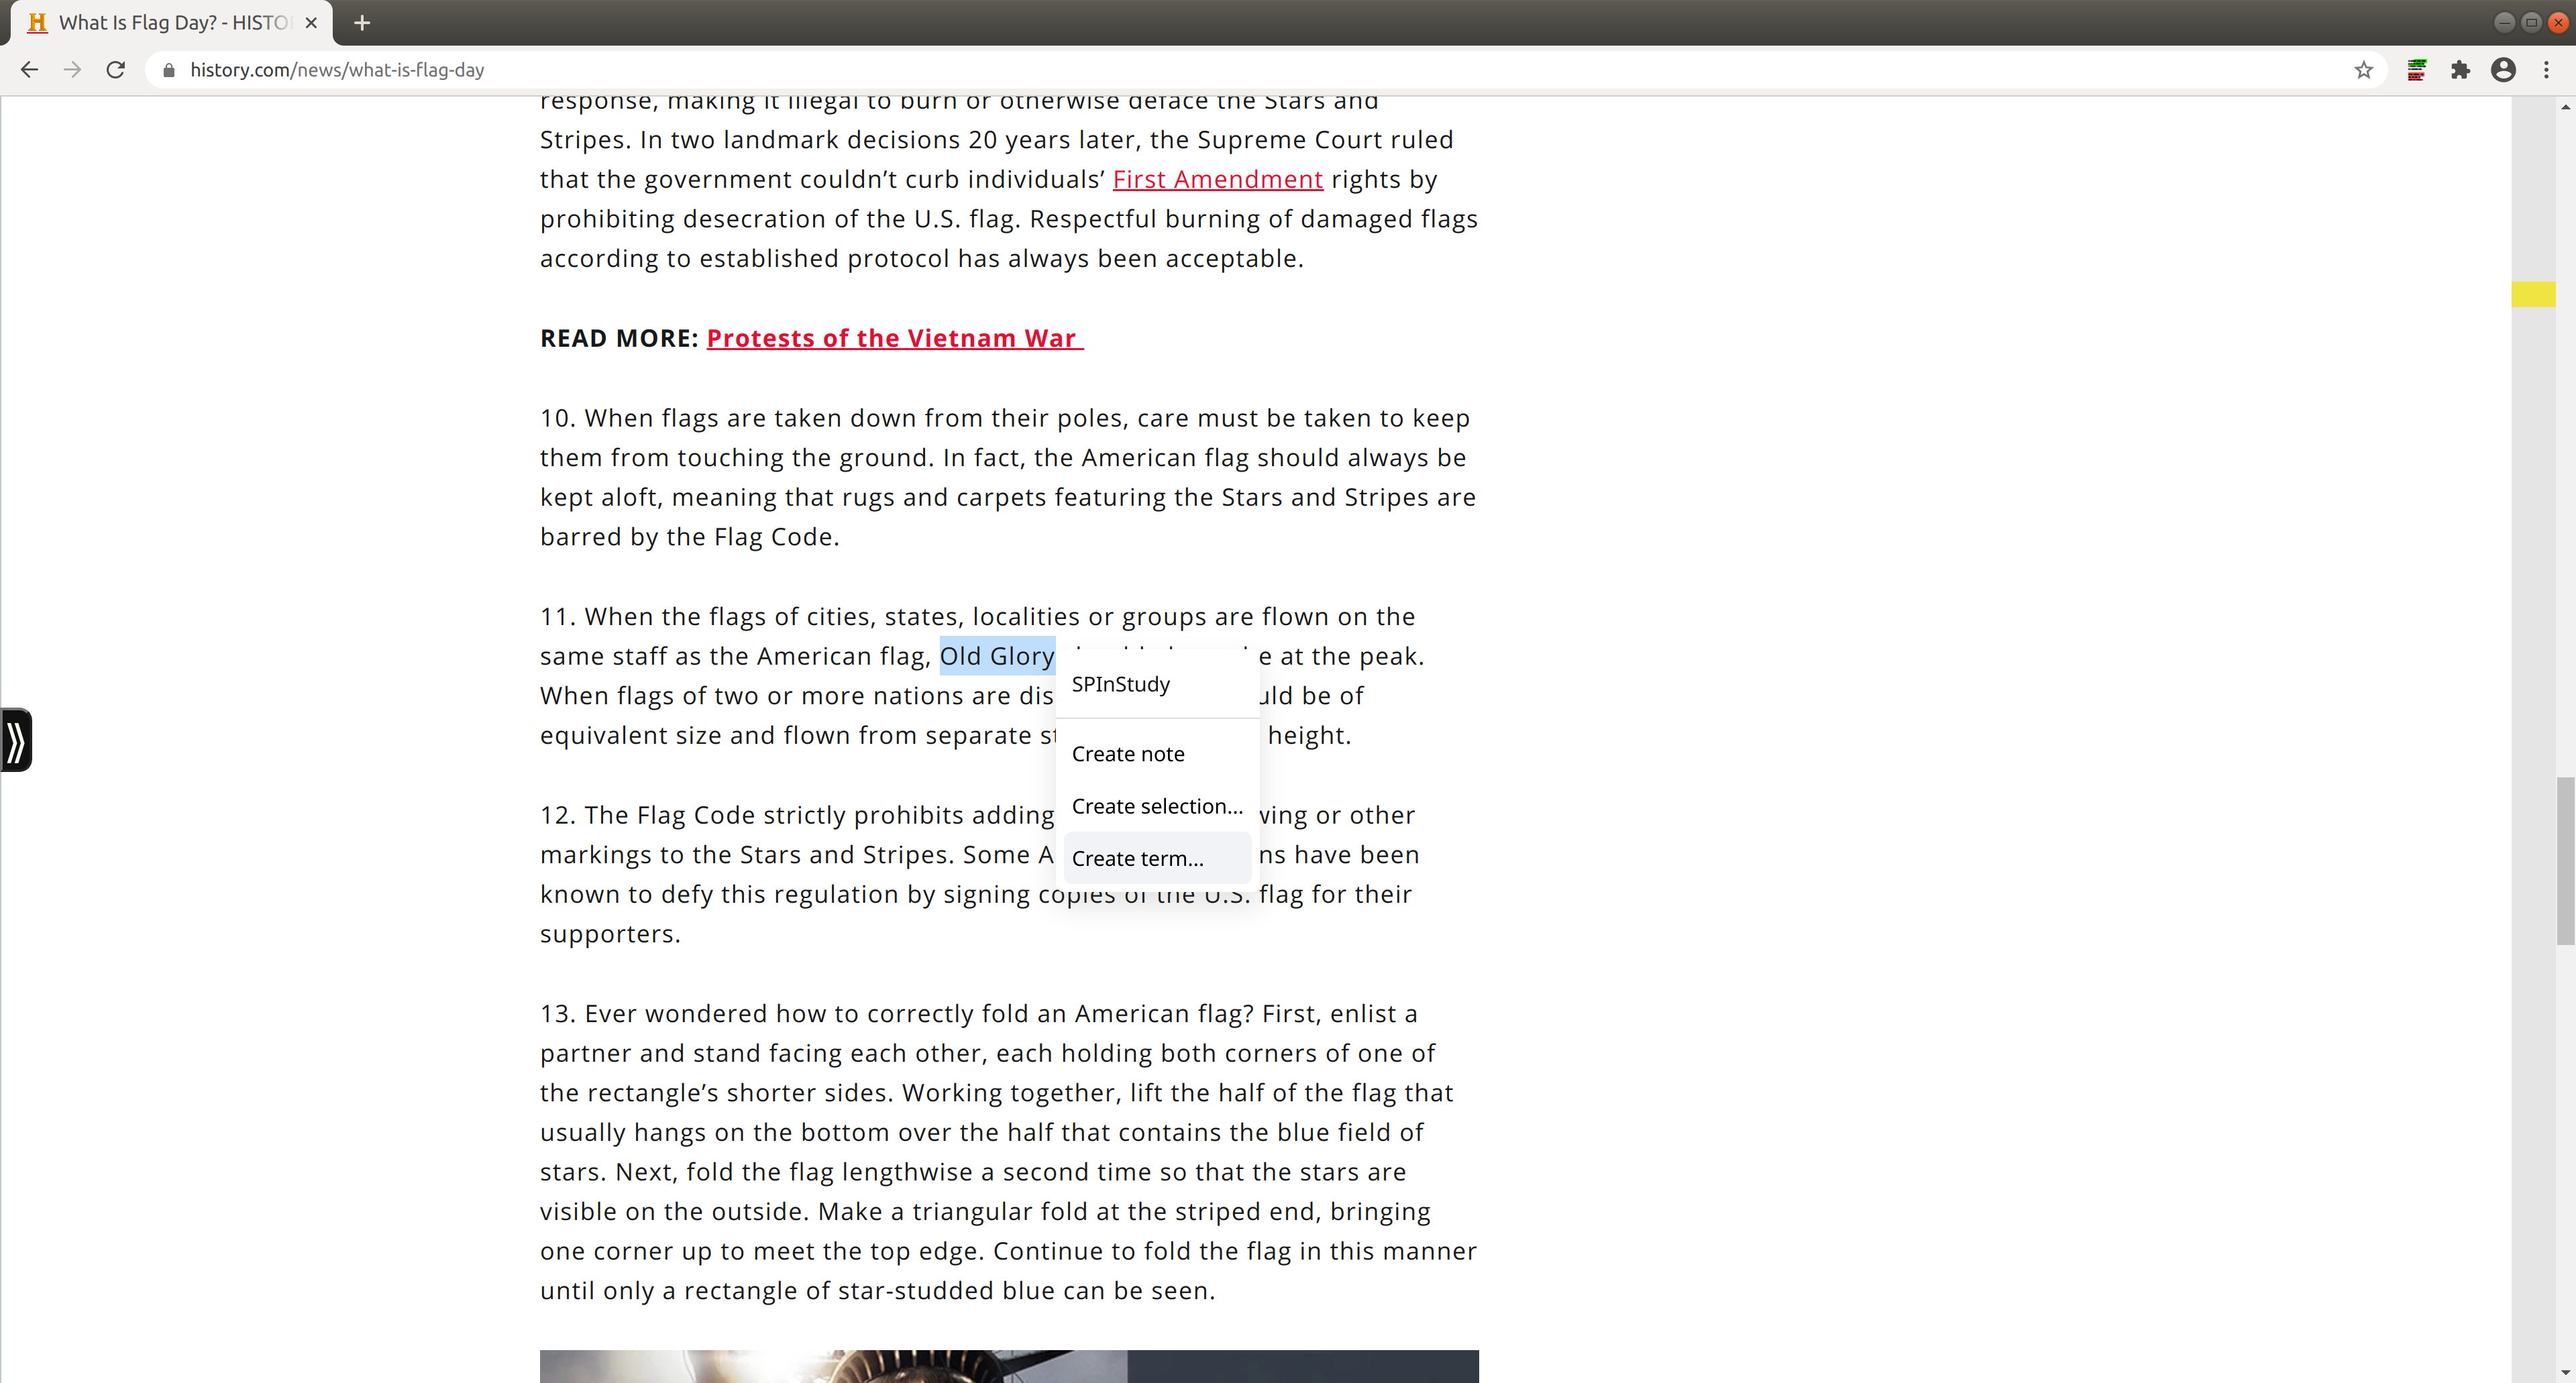 What Is Flag Day? - HISTO
history.com/news/what-is-flag-day
response, making it illegal to burn or otherwise deface the Stars and
Stripes. In two landmark decisions 20 years later, the Supreme Court ruled
that the government couldn’t curb individuals’ First Amendment rights by
prohibiting desecration of the U.S. flag. Respectful burning of damaged flags
according to established protocol has always been acceptable.
READ MORE: Protests of the Vietnam War
10. When flags are taken down from their poles, care must be taken to keep
them from touching the ground. In fact, the American flag should always be
kept aloft, meaning that rugs and carpets featuring the Stars and Stripes are
barred by the Flag Code.
11. When the flags of cities, states, localities or groups are flown on the
same staff as the American flag, Old Glory e at the peak.
When flags of two or more nations are dis uld be of
equivalent size and flown from separate st height.
12. The Flag Code strictly prohibits adding wing or other
markings to the Stars and Stripes. Some A ns have been
known to defy this regulation by signing copies of the U.S. flag for their
supporters.
SPInStudy
Create note
Create selection...
Create term...
13. Ever wondered how to correctly fold an American flag? First, enlist a
partner and stand facing each other, each holding both corners of one of
the rectangle’s shorter sides. Working together, lift the half of the flag that
usually hangs on the bottom over the half that contains the blue field of
stars. Next, fold the flag lengthwise a second time so that the stars are
visible on the outside. Make a triangular fold at the striped end, bringing
one corner up to meet the top edge. Continue to fold the flag in this manner
until only a rectangle of star-studded blue can be seen.